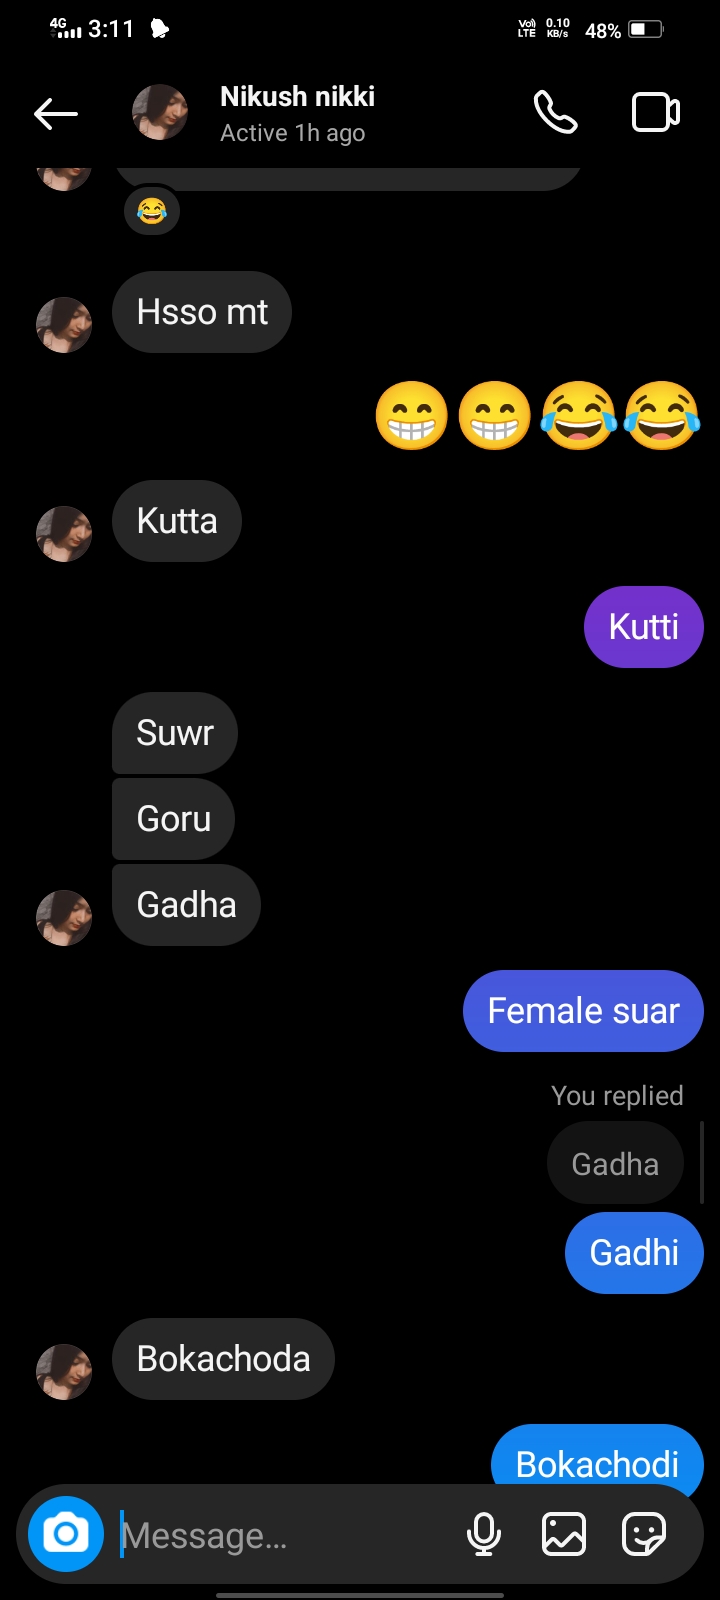 4G 3:11 Vo) LTE 0.10 KB/s 48%
Nikush nikki
Active 1h ago
😂
Hsso mt
😁😁😂😂
Kutta
Kutti
Suwr
Goru
Gadha
Female suar
You replied
Gadha
Gadhi
Bokachoda
Bokachodi
Message...